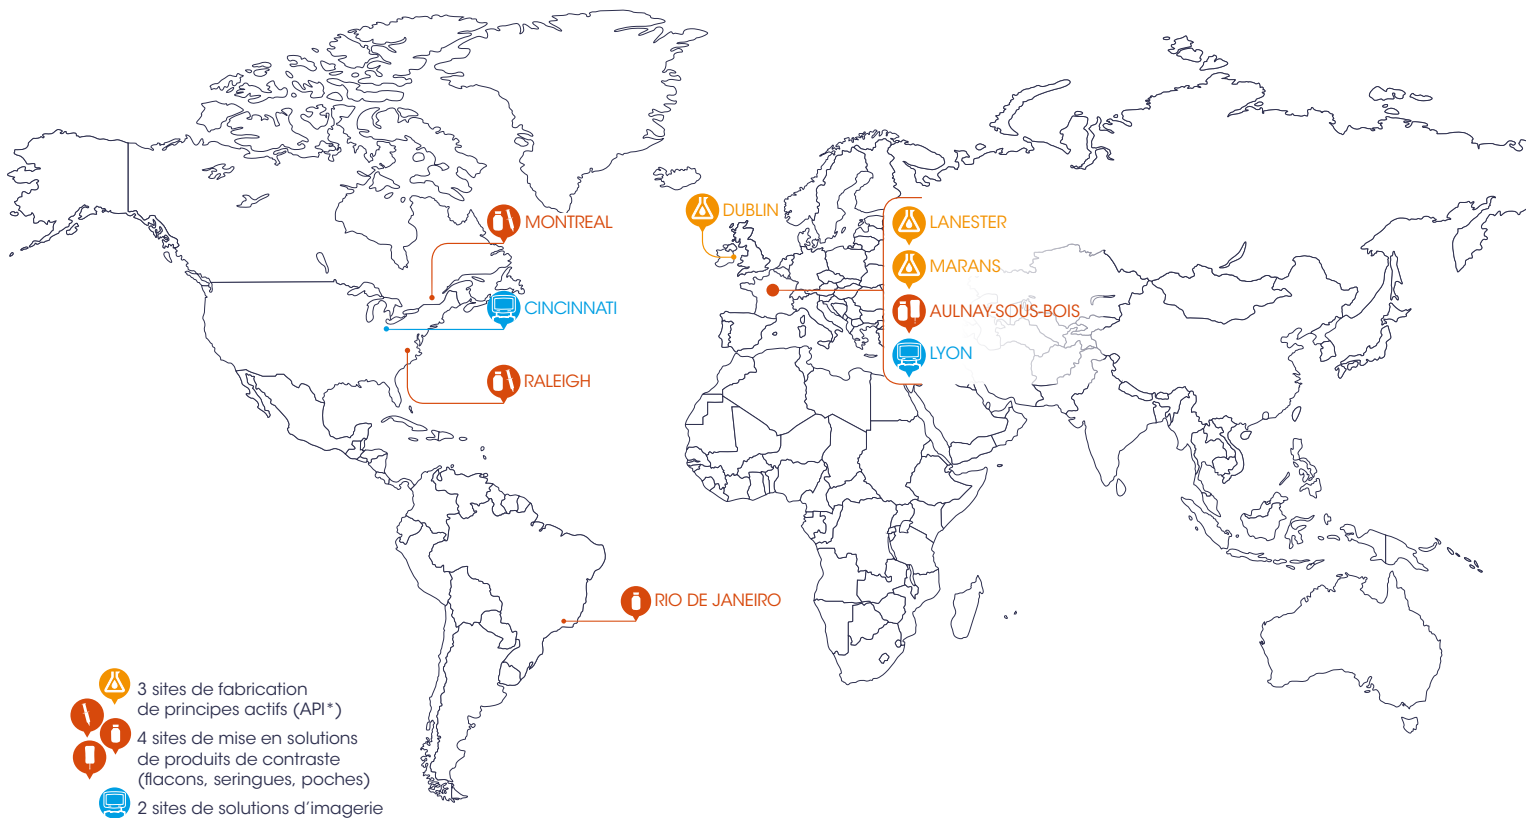 DUBLIN
LANESTER
MONTREAL
MARANS
CINCINNATI
AULNAY-SOUS-BOIS
LYON
RALEIGH
RIO DE JANEIRO
3 sites de fabrication
de principes actifs (API*)
4 sites de mise en solutions
de produits de contraste
(flacons, seringues, poches)
2 sites de solutions d'imagerie